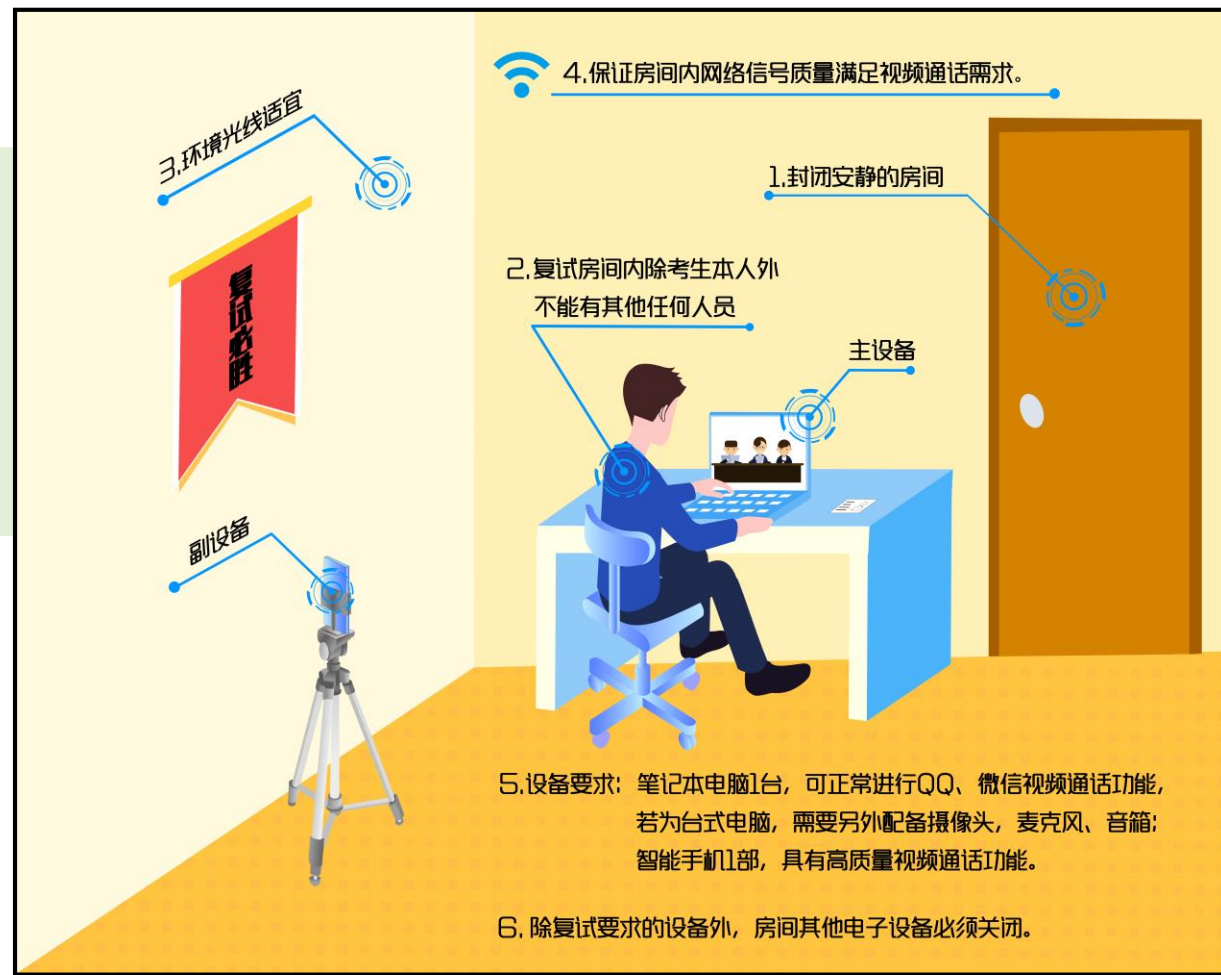 4.保证房间内网络信号质量满足视频通话需求。
3.环境光线适宜
1.封闭安静的房间
复试必胜
2.复试房间内除考生本人外
不能有其他任何人员
主设备
副设备
5.设备要求：笔记本电脑1台，可正常进行QQ、微信视频通话功能，
若为台式电脑，需要另外配备摄像头，麦克风、音箱；
智能手机1部，具有高质量视频通话功能。
6.除复试要求的设备外，房间其他电子设备必须关闭。